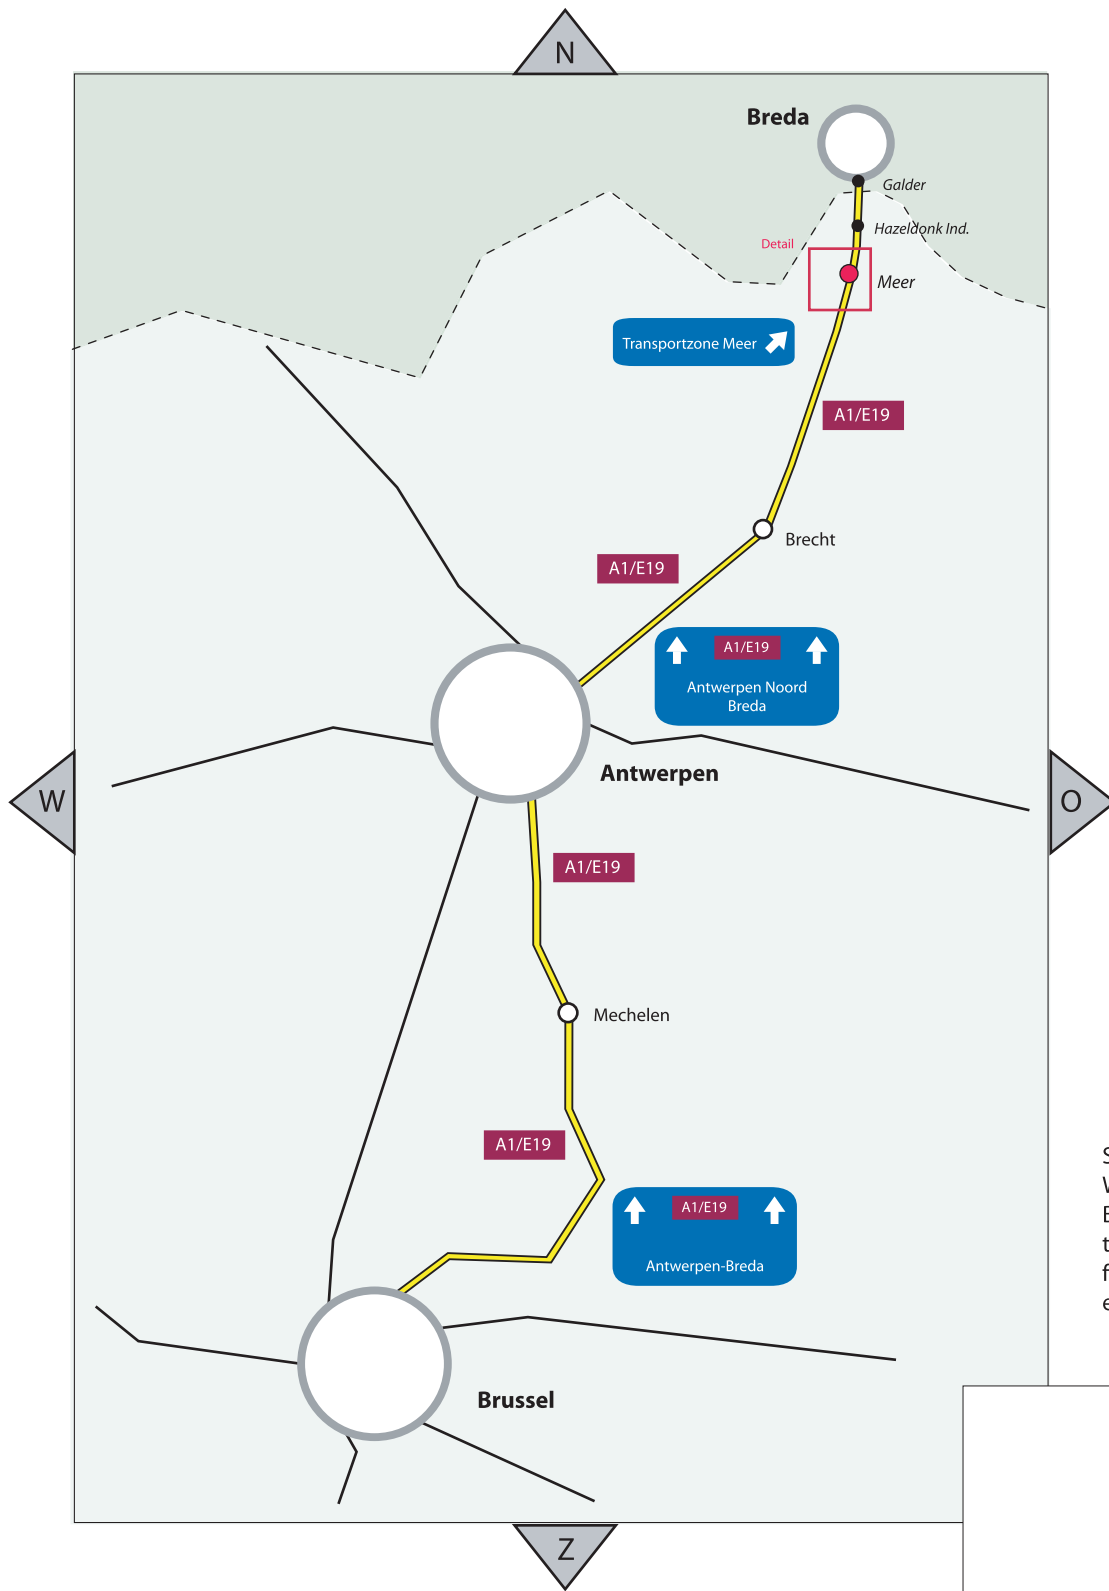 N
Breda
Galder
Hazeldonk Ind.
Detail
Meer
Transportzone Meer
A1/E19
Brecht
A1/E19
A1/E19
Antwerpen Noord
Breda
W
Antwerpen
O
A1/E19
Mechelen
A1/E19
A1/E19
Antwerpen-Breda
Brussel
Z